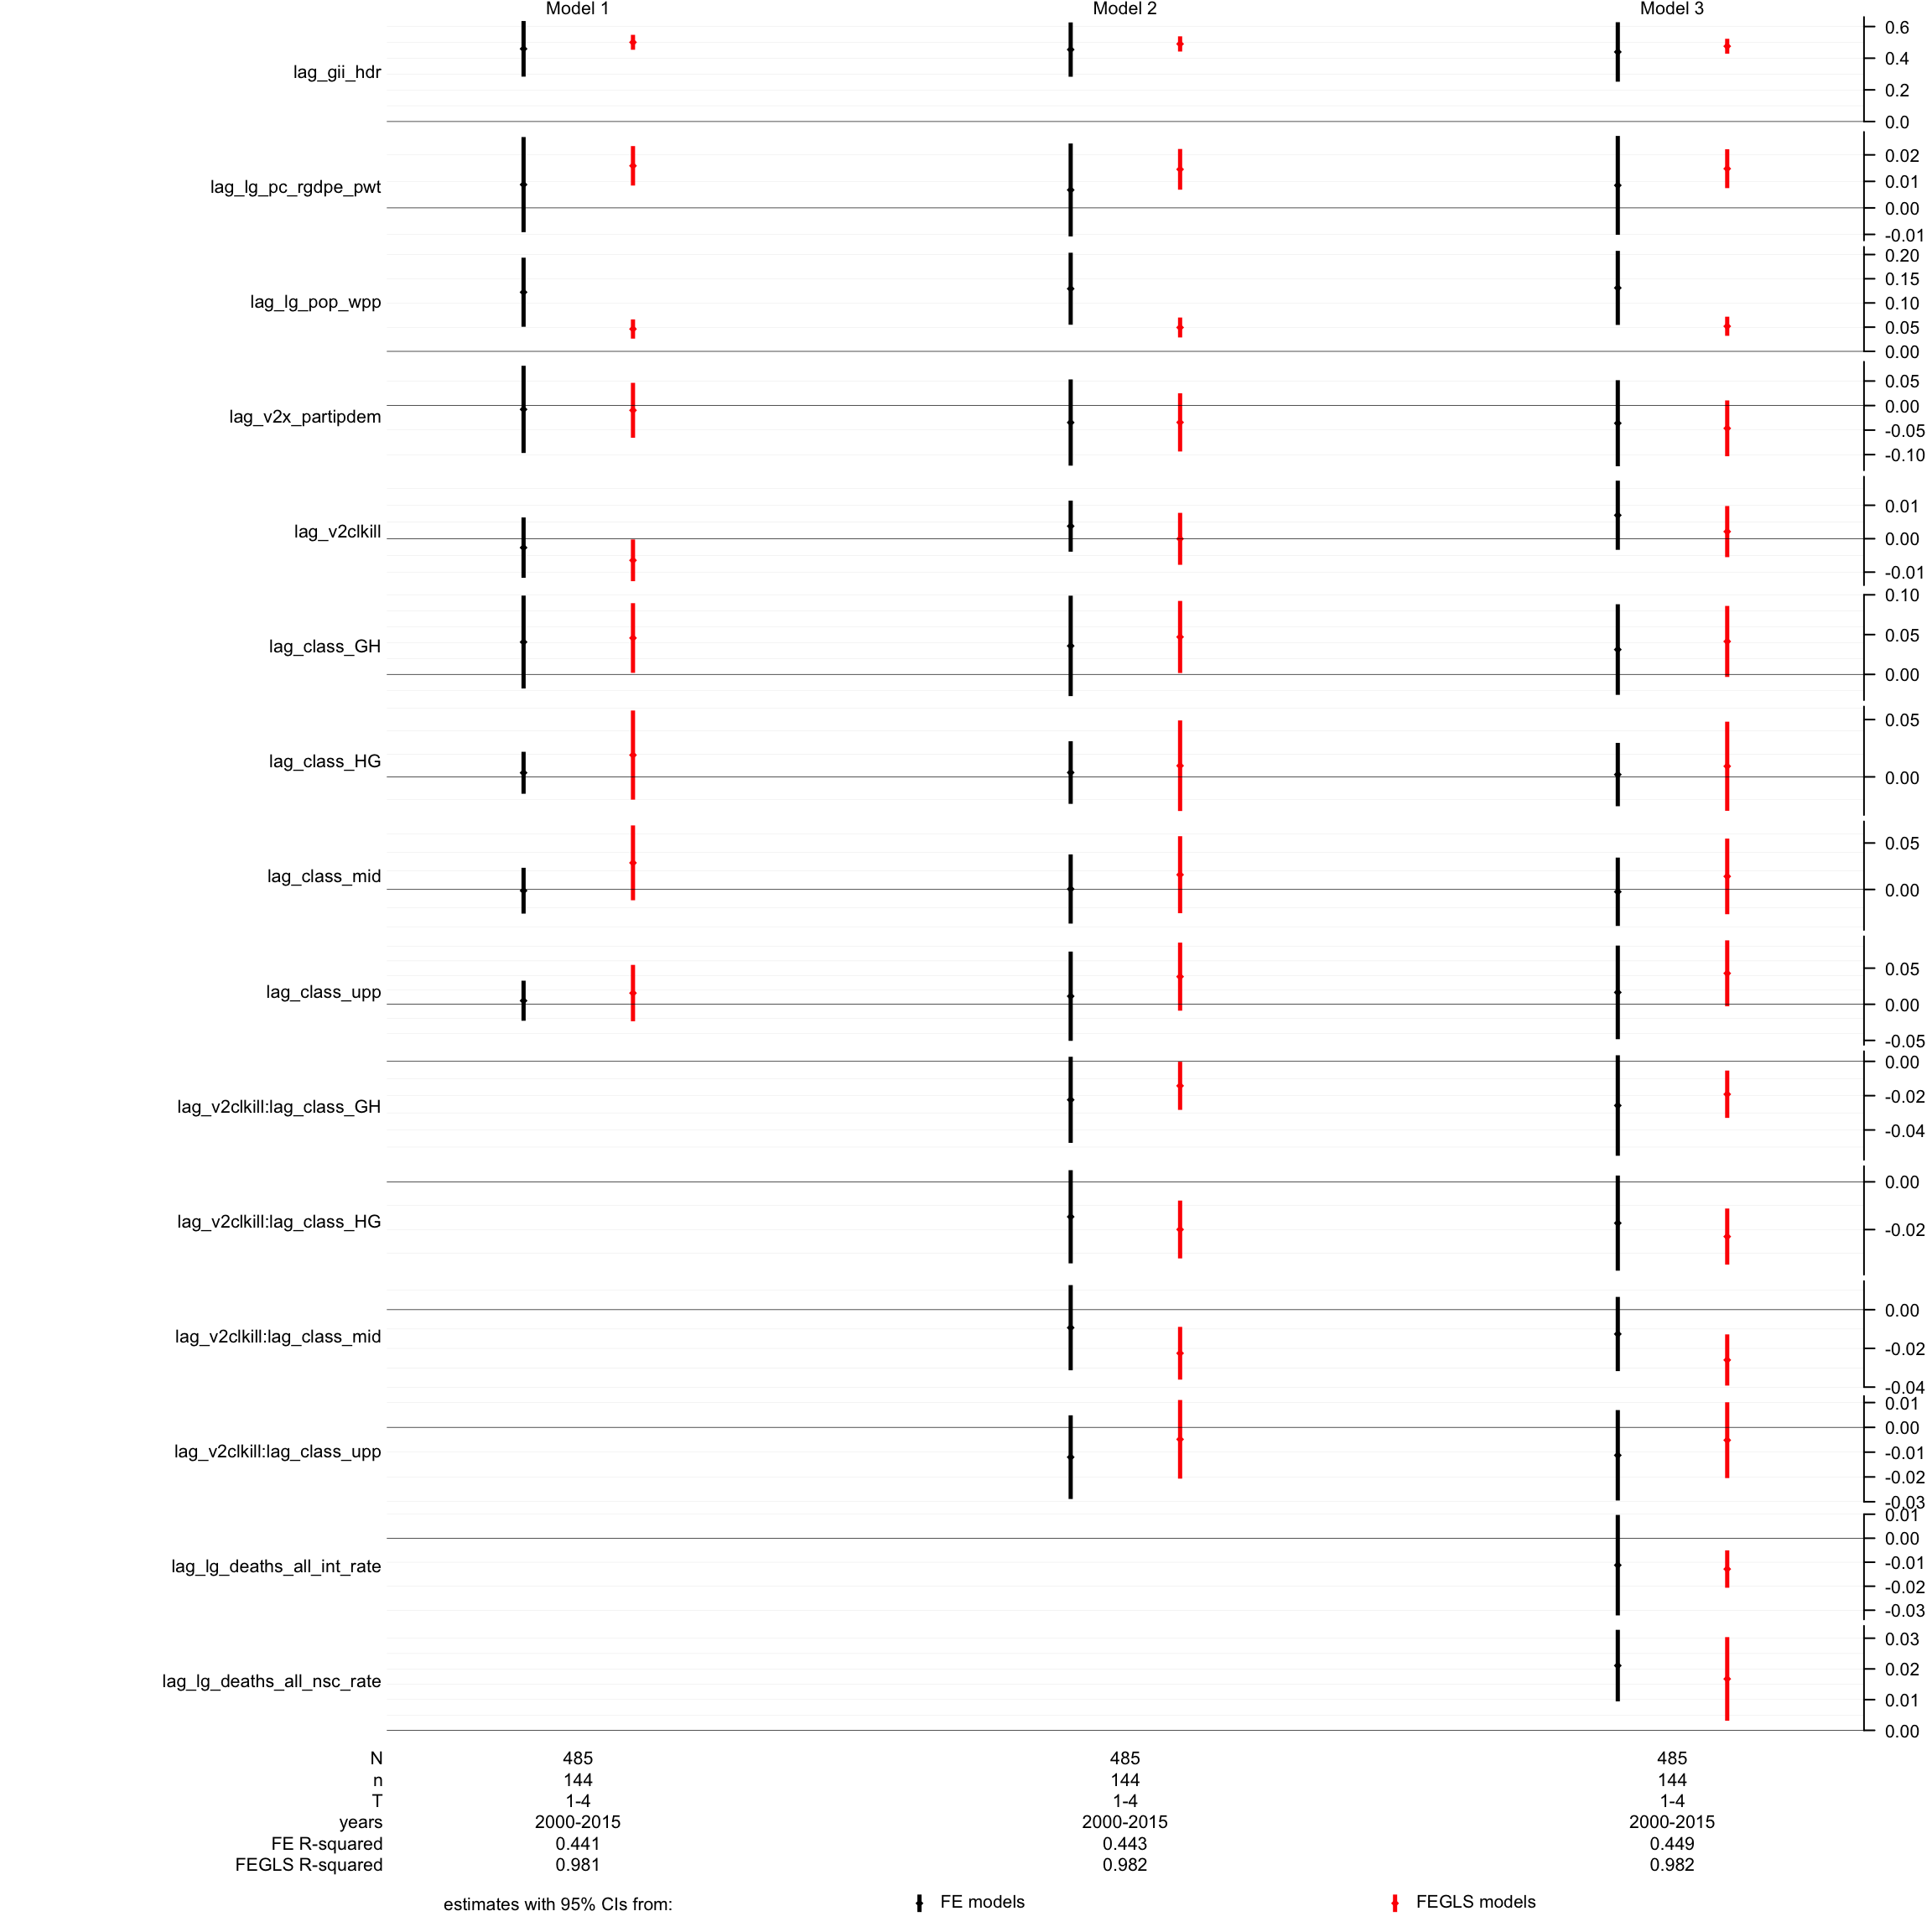 Model 1 Model 2 Model 3
lag_gii_hdr
0.6
0.4
0.2
0.0
lag_lg_pc_rgdpe_pwt
0.02
0.01
0.00
-0.01
lag_lg_pop_wpp
0.20
0.15
0.10
0.05
0.00
lag_v2x_partipdem
0.05
0.00
-0.05
-0.10
lag_v2clkill
0.01
0.00
-0.01
lag_class_GH
0.10
0.05
0.00
lag_class_HG
0.05
0.00
lag_class_mid
0.05
0.00
lag_class_upp
0.05
0.00
-0.05
lag_v2clkill:lag_class_GH
0.00
-0.02
-0.04
lag_v2clkill:lag_class_HG
0.00
-0.02
lag_v2clkill:lag_class_mid
0.00
-0.02
-0.04
lag_v2clkill:lag_class_upp
0.01
0.00
-0.01
-0.02
-0.03
lag_lg_deaths_all_int_rate
0.01
0.00
-0.01
-0.02
-0.03
lag_lg_deaths_all_nsc_rate
0.03
0.02
0.01
0.00
N 485 485 485
n 144 144 144
T 1-4 1-4 1-4
years 2000-2015 2000-2015 2000-2015
FE R-squared 0.441 0.443 0.449
FEGLS R-squared 0.981 0.982 0.982
estimates with 95% CIs from: FE models FEGLS models